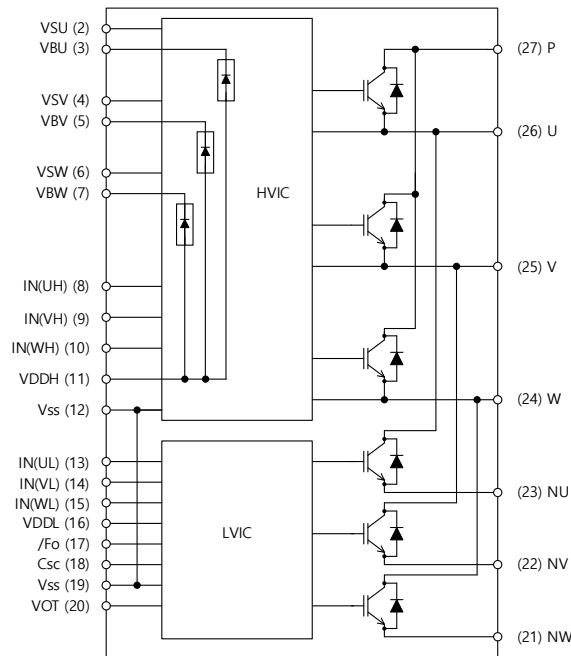 VSU (2)
VBU (3)
VSV (4)
VBV (5)
VSW (6)
VBW (7)
IN(UH) (8)
IN(VH) (9)
IN(WH) (10)
VDDH (11)
Vss (12)
IN(UL) (13)
IN(VL) (14)
IN(WL) (15)
VDDL (16)
/Fo (17)
Csc (18)
Vss (19)
VOT (20)
HVIC
LVIC
(27) P
(26) U
(25) V
(24) W
(23) NU
(22) NV
(21) NW